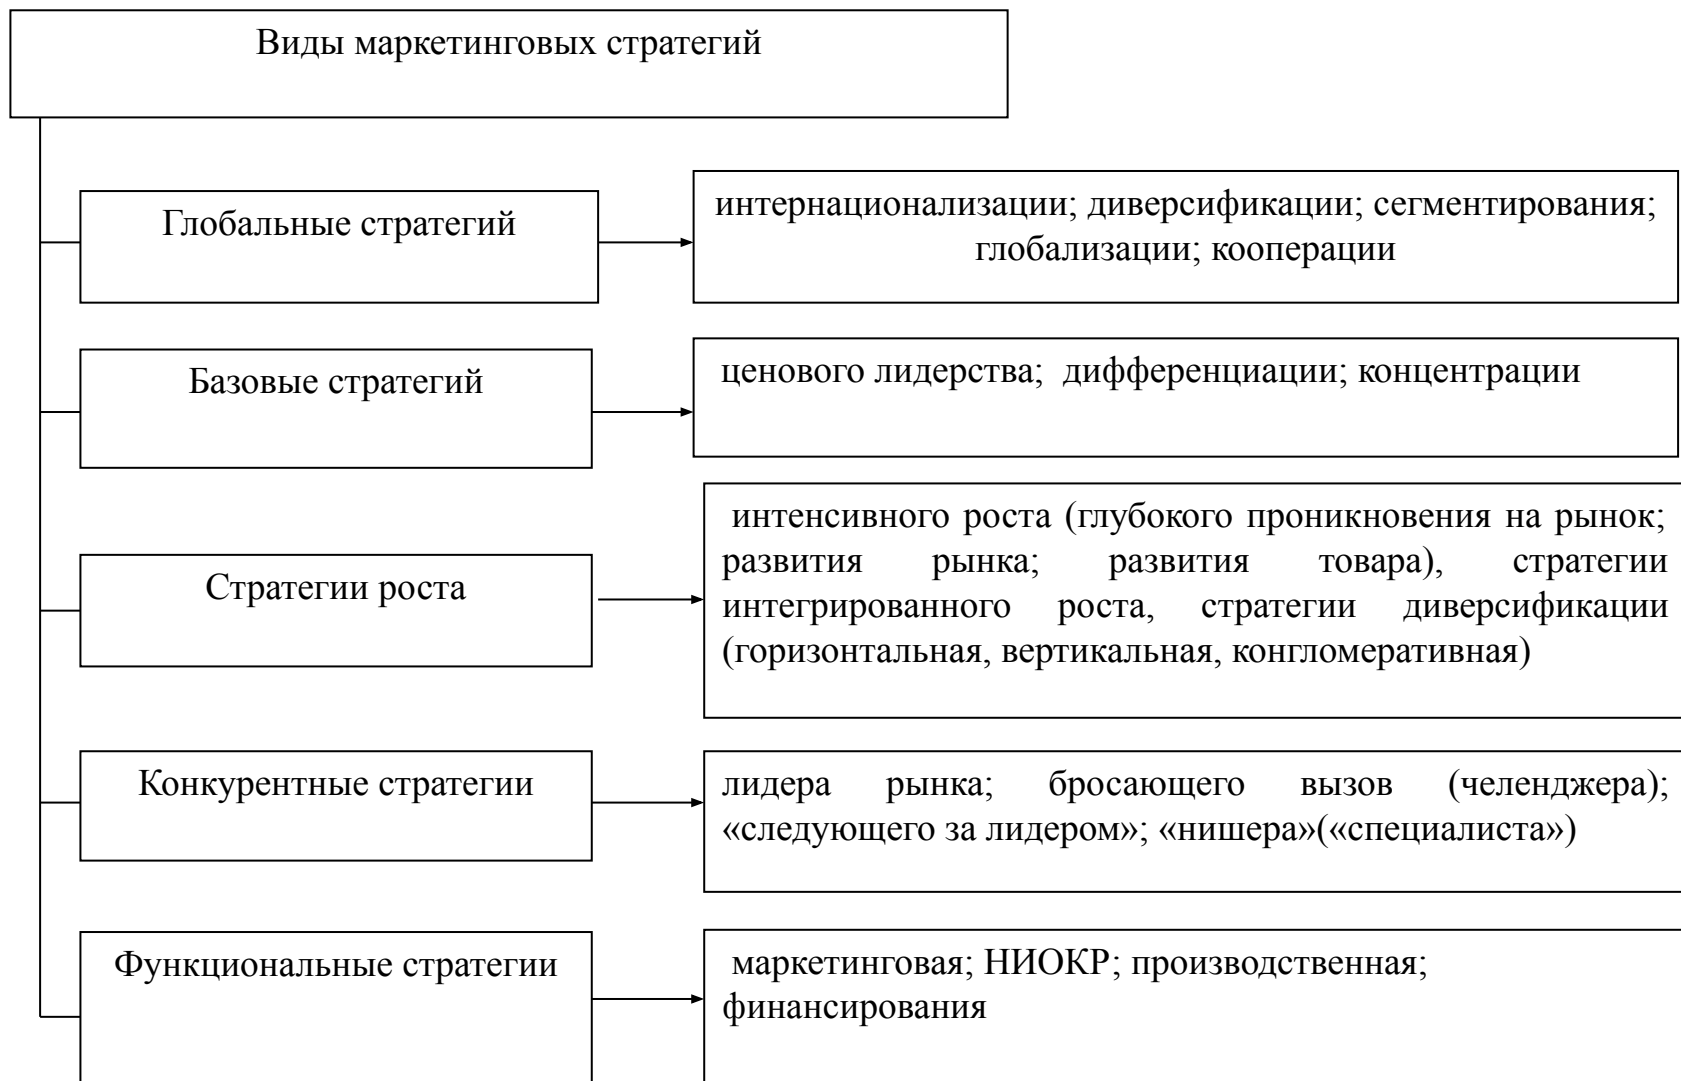 Виды маркетинговых стратегий
Глобальные стратегий
интернационализации; диверсификации; сегментирования;
глобализации; кооперации
Базовые стратегий
ценового лидерства; дифференциации; концентрации
Стратегии роста
интенсивного роста (глубокого проникновения на рынок;
развития рынка; развития товара), стратегии
интегрированного роста, стратегии диверсификации
(горизонтальная, вертикальная, конгломеративная)
Конкурентные стратегии
лидера рынка; бросающего вызов (челенджера);
«следующего за лидером»; «нишера»(«специалиста»)
Функциональные стратегии
маркетинговая; НИОКР; производственная;
финансирования